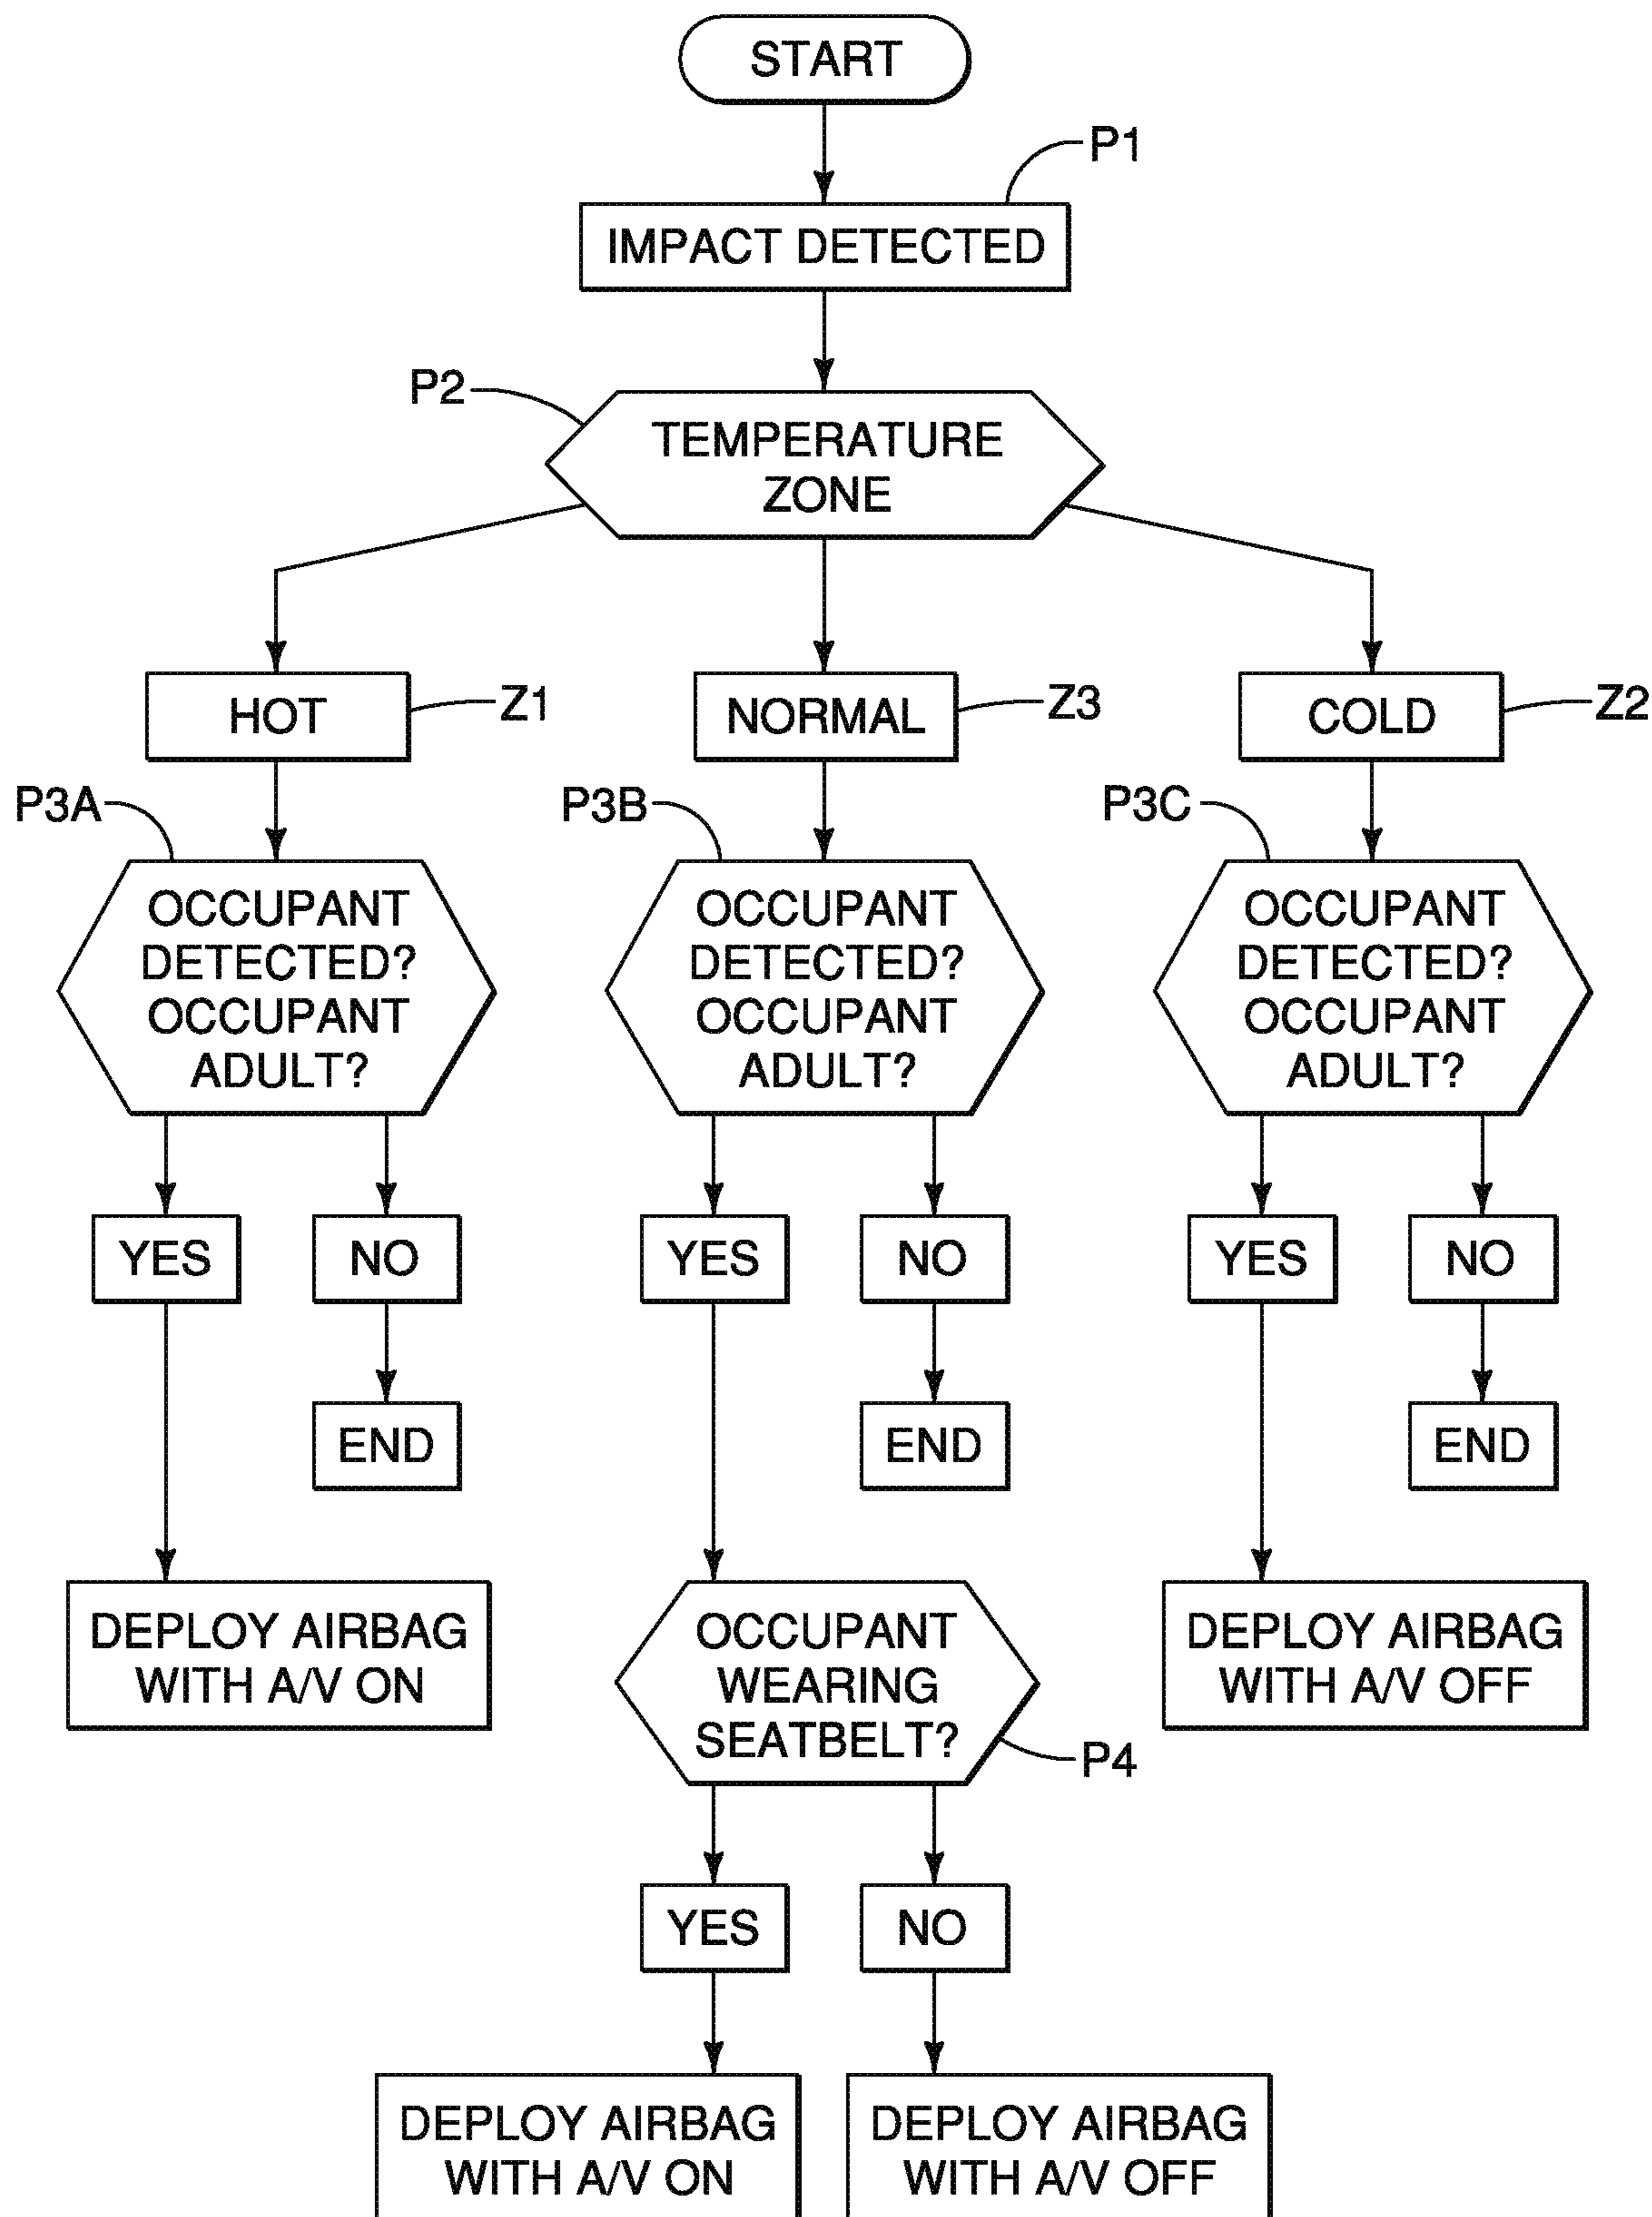 START
P1
IMPACT DETECTED
P2
TEMPERATURE
ZONE
HOT
Z1
NORMAL
Z3
COLD
Z2
P3A
P3B
P3C
OCCUPANT
DETECTED?
OCCUPANT
ADULT?
OCCUPANT
DETECTED?
OCCUPANT
ADULT?
OCCUPANT
DETECTED?
OCCUPANT
ADULT?
YES
NO
YES
NO
YES
NO
END
END
END
DEPLOY AIRBAG
WITH A/V ON
OCCUPANT
WEARING
SEATBELT?
P4
DEPLOY AIRBAG
WITH A/V OFF
YES
NO
DEPLOY AIRBAG
WITH A/V ON
DEPLOY AIRBAG
WITH A/V OFF